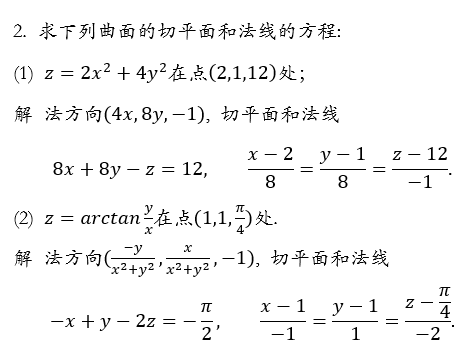 2. 求下列曲面的切平面和法线的方程:
(1) z = 2x² + 4y²在点(2,1,12)处;
解 法方向(4x, 8y, −1), 切平面和法线
8x + 8y − z = 12, (x − 2)/8 = (y − 1)/8 = (z − 12)/−1.
(2) z = arctan y/x 在点(1,1,π/4)处.
解 法方向(−y/(x²+y²), x/(x²+y²), −1), 切平面和法线
−x + y − 2z = −π/2, (x − 1)/−1 = (y − 1)/1 = (z − π/4)/−2.